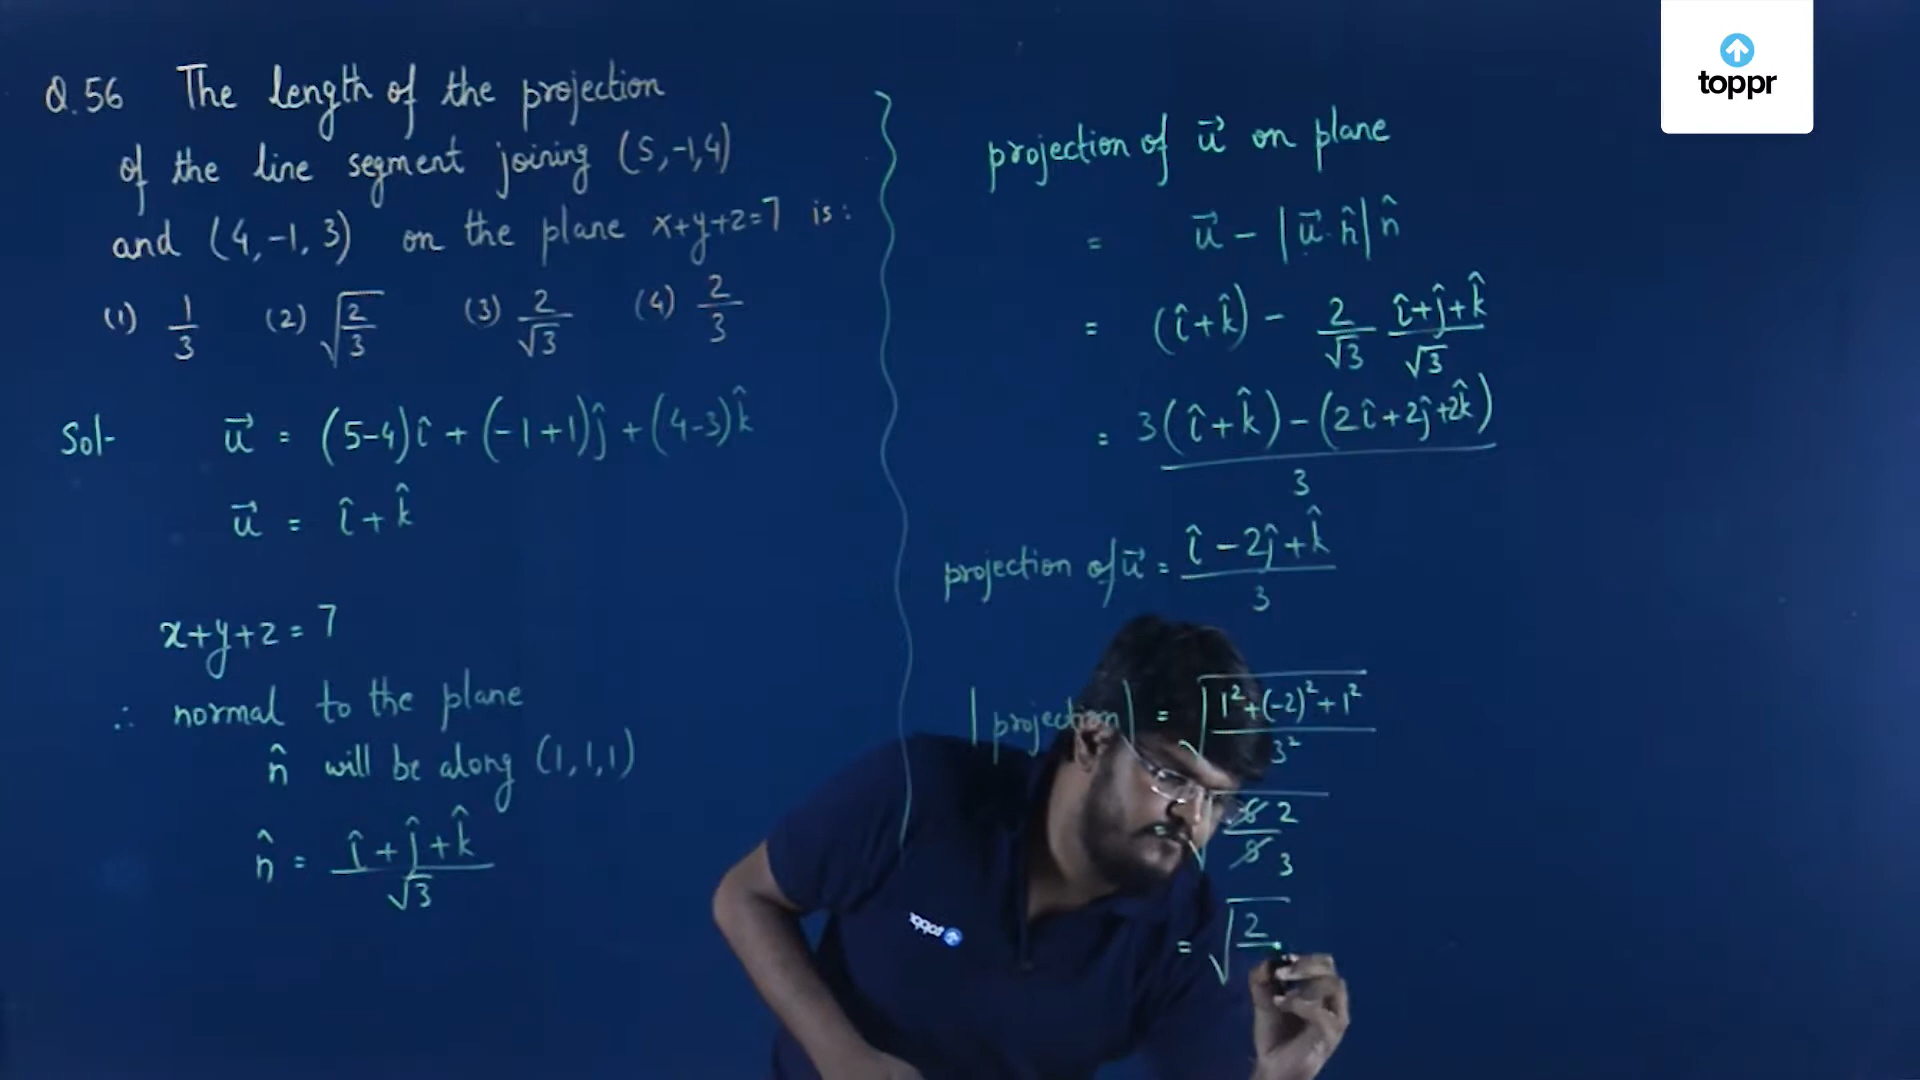 Q.56 The length of the projection
of the line segment joining (5,-1,4)
and (4,-1,3) on the plane x+y+z=7 is:
(1) 1/3 (2) √(2/3) (3) 2/√3 (4) 2/3
Sol- u⃗ = (5-4)î + (-1+1)ĵ + (4-3)k̂
u⃗ = î + k̂
x+y+z=7
∴ normal to the plane
n̂ will be along (1,1,1)
n̂ = (î + ĵ + k̂)/√3
projection of u⃗ on plane
= u⃗ - |u⃗·n̂| n̂
= (î+k̂) - 2/√3 (î+ĵ+k̂)/√3
= (3(î+k̂) - (2î+2ĵ+2k̂))/3
projection of u⃗ = (î-2ĵ+k̂)/3
|projection| = √((1²+(-2)²+1²)/3²)
√(6 2/9 3)
= √2
toppr
toppr